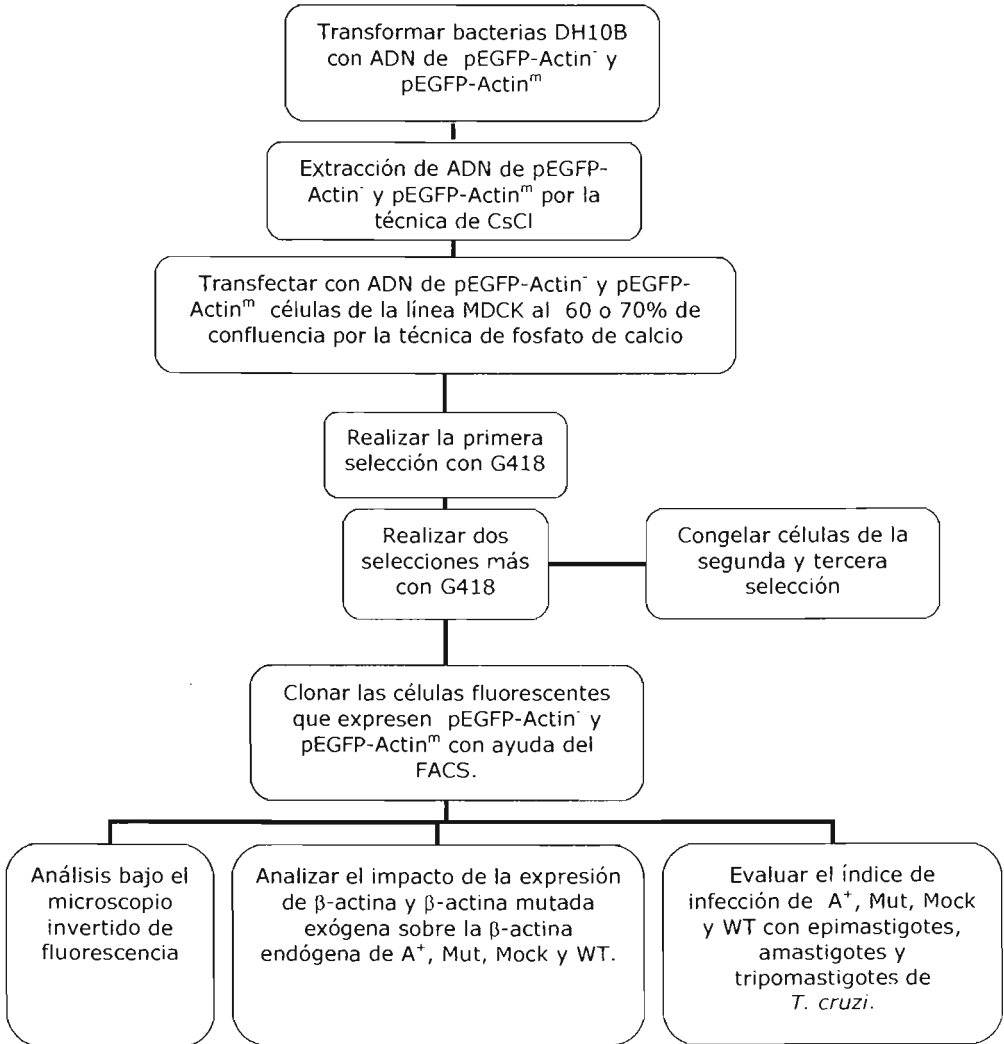 Transformar bacterias DH10B
con ADN de pEGFP-Actin⁻ y
pEGFP-Actinᵐ
Extracción de ADN de pEGFP-
Actin⁻ y pEGFP-Actinᵐ por la
técnica de CsCl
Transfectar con ADN de pEGFP-Actin⁻ y pEGFP-
Actinᵐ células de la línea MDCK al 60 o 70% de
confluencia por la técnica de fosfato de calcio
Realizar la primera
selección con G418
Realizar dos
selecciones más
con G418
Congelar células de la
segunda y tercera
selección
Clonar las células fluorescentes
que expresen pEGFP-Actin⁻ y
pEGFP-Actinᵐ con ayuda del
FACS.
Análisis bajo el
microscopio
invertido de
fluorescencia
Analizar el impacto de la expresión
de β-actina y β-actina mutada
exógena sobre la β-actina
endógena de A⁺, Mut, Mock y WT.
Evaluar el índice de
infección de A⁺, Mut, Mock
y WT con epimastigotes,
amastigotes y
tripomastigotes de
T. cruzi.